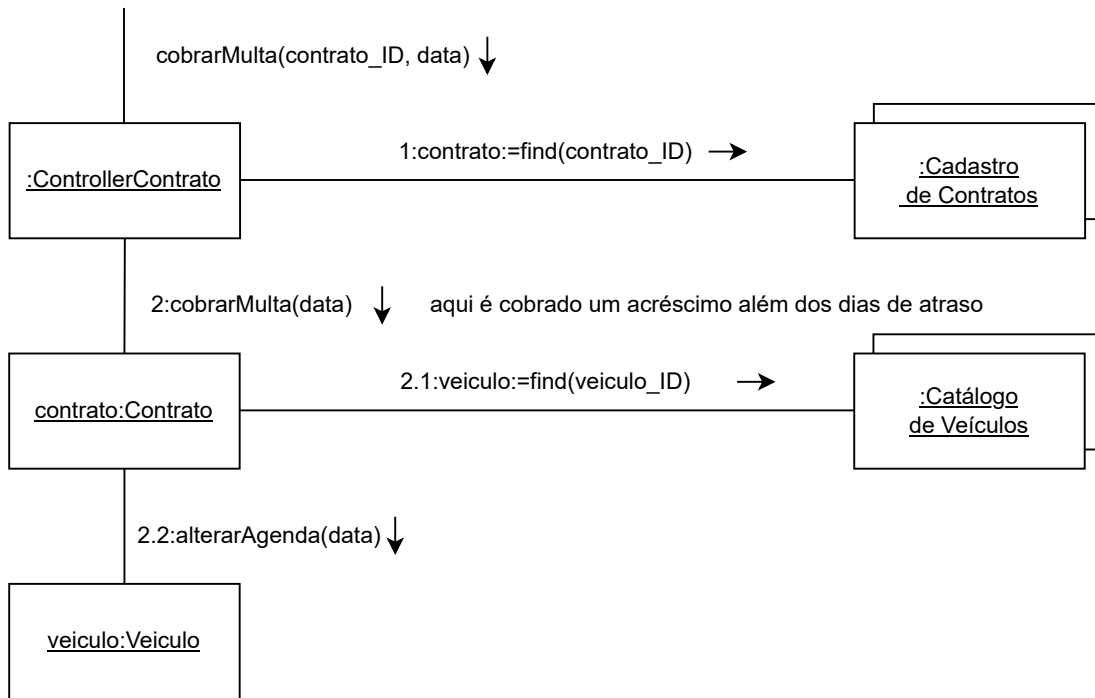 cobrarMulta(contrato_ID, data)
:ControllerContrato
1:contrato:=find(contrato_ID)
:Cadastro
de Contratos
2:cobrarMulta(data)
aqui é cobrado um acréscimo além dos dias de atraso
contrato:Contrato
2.1:veiculo:=find(veiculo_ID)
:Catálogo
de Veículos
2.2:alterarAgenda(data)
veiculo:Veiculo